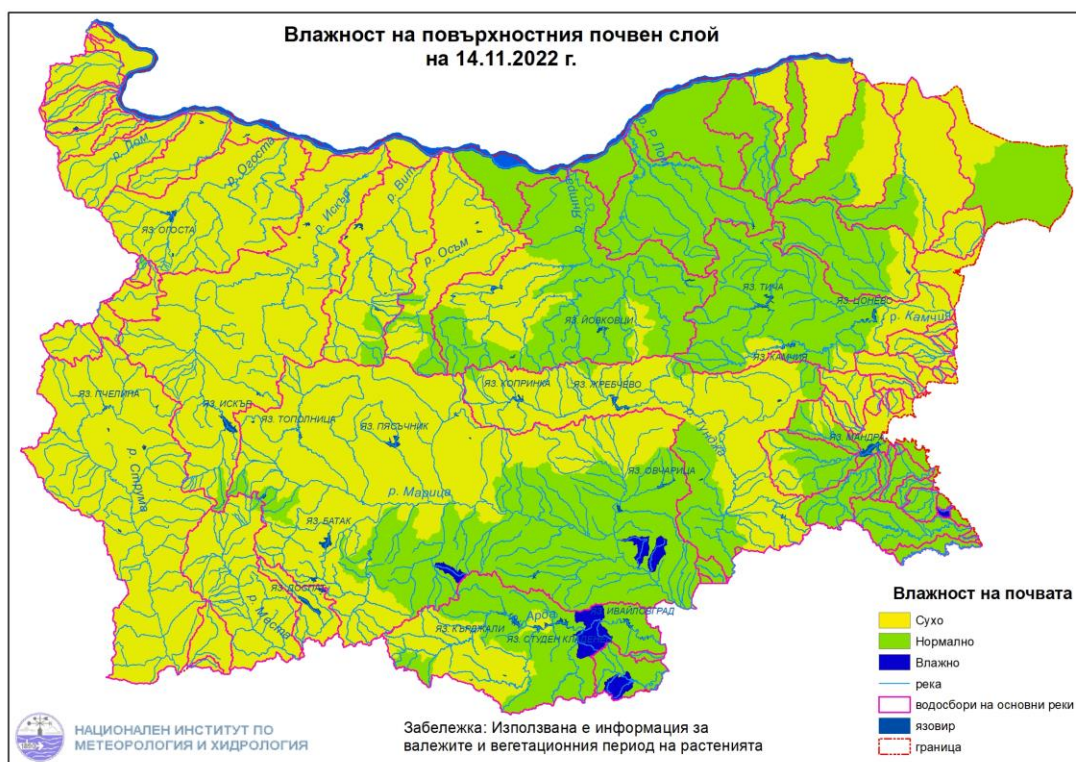 Влажност на повърхностния почвен слой
на 14.11.2022 г.
р. Лом
р. Огоста
р. Искър
р. Вит
р. Осъм
р. Янтра
р. Р. Лом
ЯЗ. ОГОСТА
ЯЗ. ТИЧА
ЯЗ. ЦОНЕВО
р. Камчия
ЯЗ. ЙОВКОВЦИ
ЯЗ. КАМЧИЯ
ЯЗ. ПЧЕЛИНА
ЯЗ. ИСКЪР
ЯЗ. ТОПОЛНИЦА
ЯЗ. ПЯСЪЧНИК
ЯЗ. КОПРИНКА
ЯЗ. ЖРЕБЧЕВО
р. Тунджа
ЯЗ. МАНДРА
р. Струма
р. Марица
ЯЗ. ОВЧАРИЦА
ЯЗ. БАТАК
ЯЗ. ДОСПАТ
р. Места
ЯЗ. КЪРДЖАЛИ
Арда
ИВАЙЛОВГРАД
ЯЗ. СТУДЕН
Влажност на почвата
Сухо
Нормално
Влажно
река
водосбори на основни реки
язовир
граница
НАЦИОНАЛЕН ИНСТИТУТ ПО
МЕТЕОРОЛОГИЯ И ХИДРОЛОГИЯ
Забележка: Използвана е информация за
валежите и вегетационния период на растенията